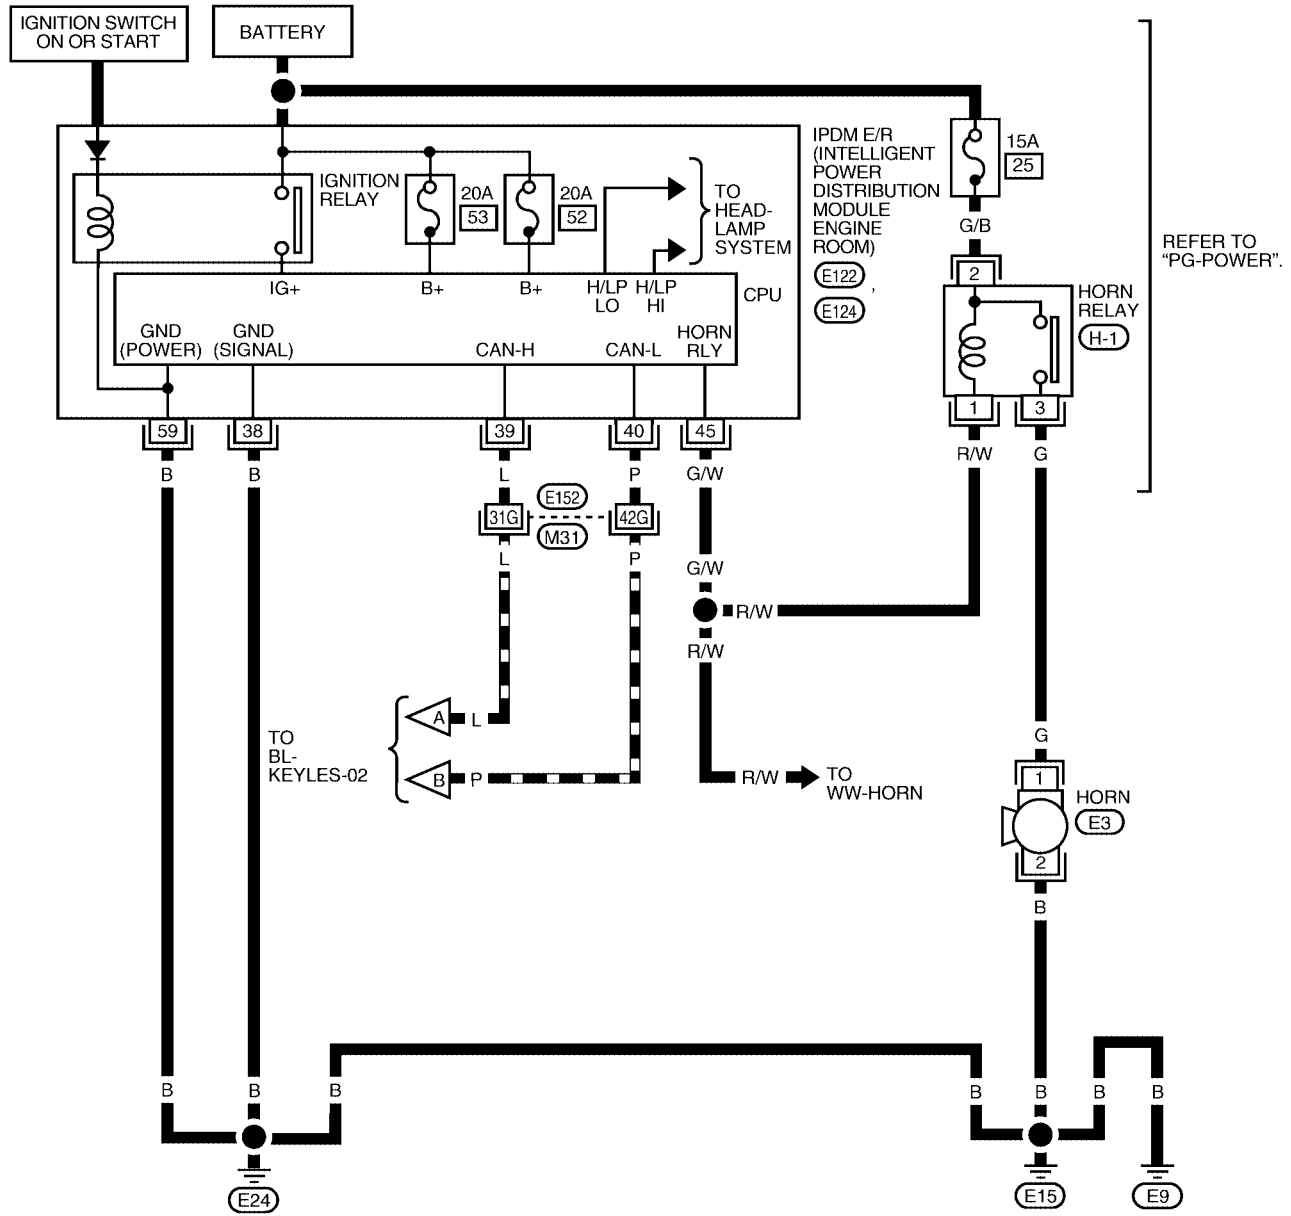 IGNITION SWITCH
ON OR START
BATTERY
IGNITION
RELAY
20A
53
20A
52
TO
HEAD-
LAMP
SYSTEM
IPDM E/R
(INTELLIGENT
POWER
DISTRIBUTION
MODULE
ENGINE
ROOM)
E122
,
E124
15A
25
G/B
2
HORN
RELAY
H-1
REFER TO
"PG-POWER".
IG+
B+
B+
H/LP
LO
H/LP
HI
CPU
GND
(POWER)
GND
(SIGNAL)
CAN-H
CAN-L
HORN
RLY
1
3
59
38
39
40
45
B
B
L
P
G/W
R/W
G
31G
E152
M31
42G
L
P
G/W
R/W
R/W
A
L
TO
BL-
KEYLES-02
B
P
R/W
TO
WW-HORN
G
1
HORN
E3
2
B
B
B
B
B
B
B
B
E24
E15
E9